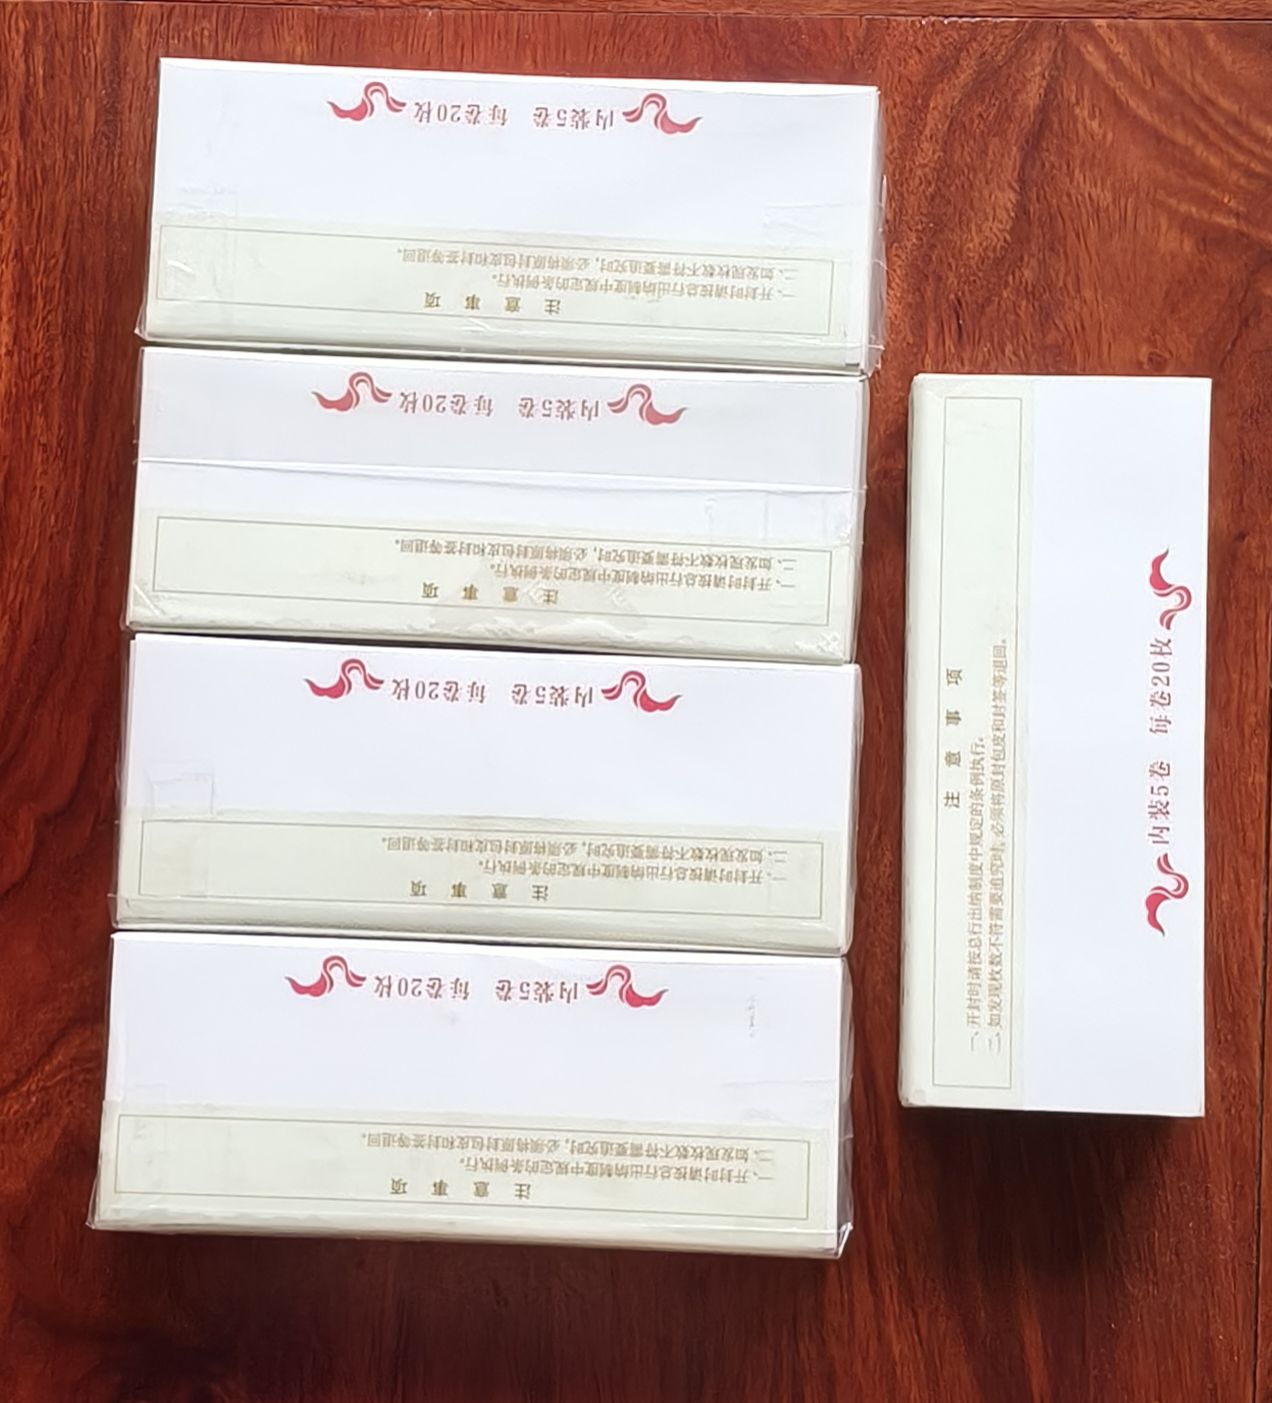 内装5卷 每卷20枚
注意事项
一、开封时请按总行出纳制度中规定的条例执行。
二、如发现枚数不符需要追究时，必须将原封包皮和封签等退回。
内装5卷 每卷20枚
注意事项
一、开封时请按总行出纳制度中规定的条例执行。
二、如发现枚数不符需要追究时，必须将原封包皮和封签等退回。
内装5卷 每卷20枚
注意事项
一、开封时请按总行出纳制度中规定的条例执行。
二、如发现枚数不符需要追究时，必须将原封包皮和封签等退回。
内装5卷 每卷20枚
注意事项
一、开封时请按总行出纳制度中规定的条例执行。
二、如发现枚数不符需要追究时，必须将原封包皮和封签等退回。
注意事项
一、开封时请按总行出纳制度中规定的条例执行。
二、如发现枚数不符需要追究时，必须将原封包皮和封签等退回。
内装5卷 每卷20枚